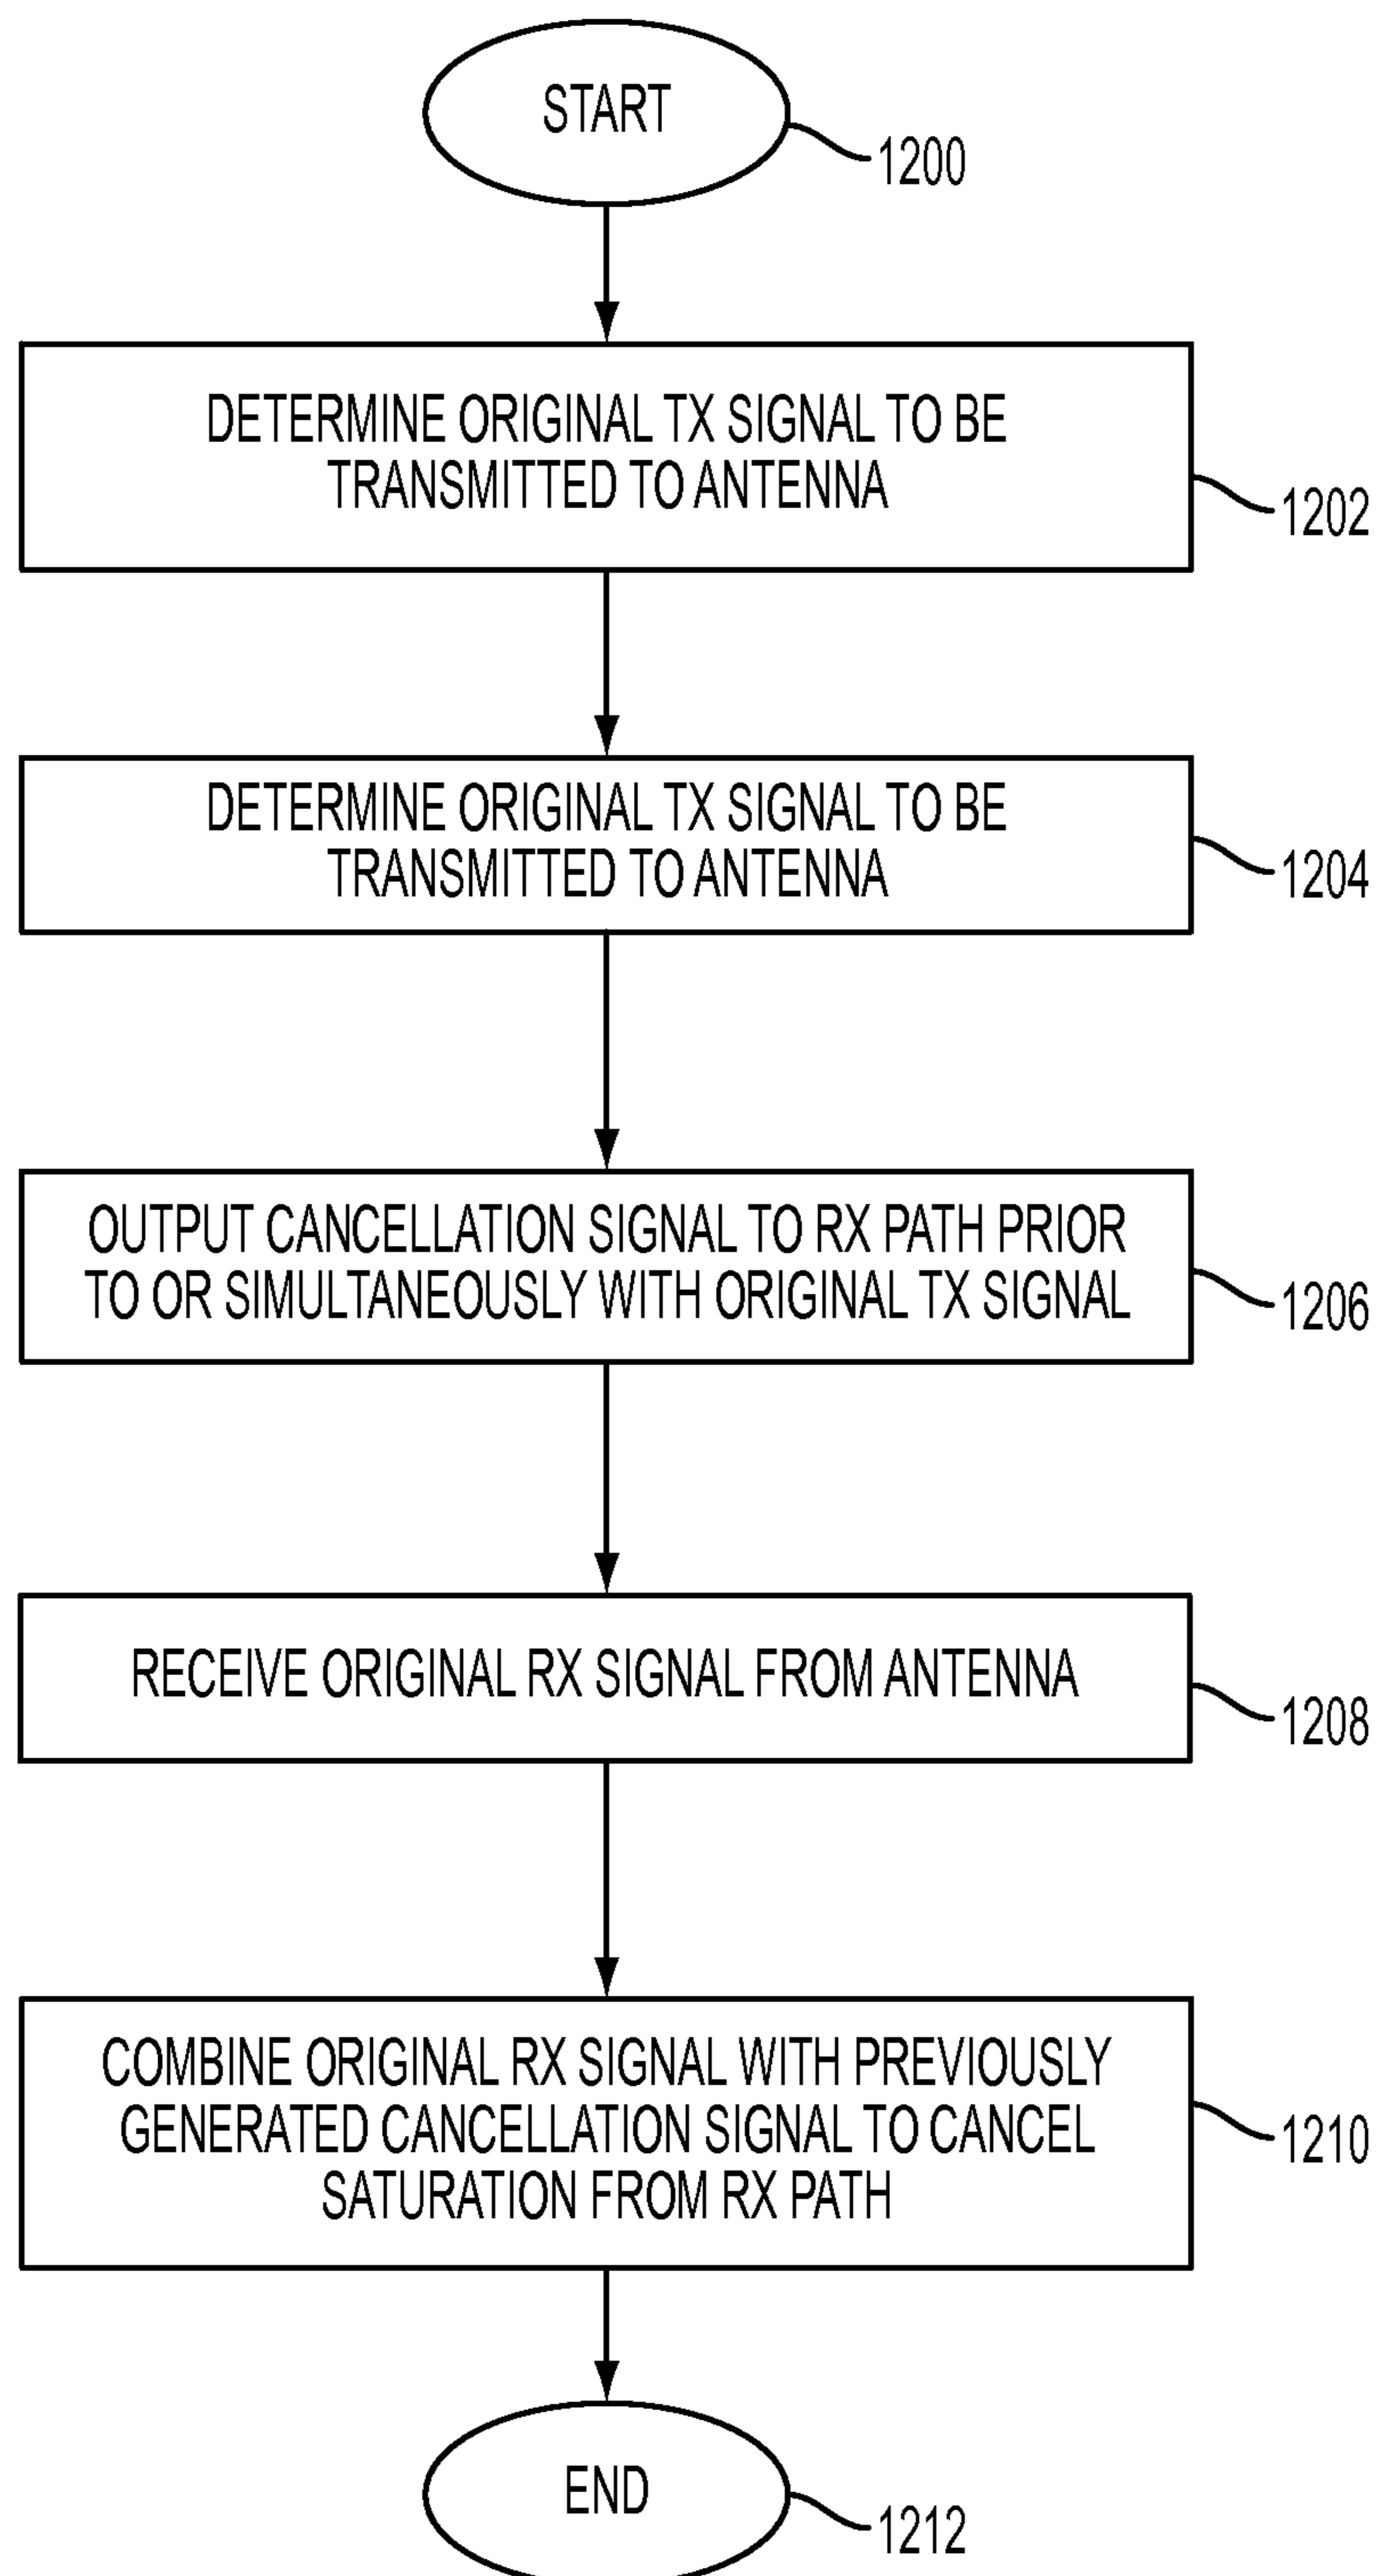 START
1200
DETERMINE ORIGINAL TX SIGNAL TO BE
TRANSMITTED TO ANTENNA
1202
DETERMINE ORIGINAL TX SIGNAL TO BE
TRANSMITTED TO ANTENNA
1204
OUTPUT CANCELLATION SIGNAL TO RX PATH PRIOR
TO OR SIMULTANEOUSLY WITH ORIGINAL TX SIGNAL
1206
RECEIVE ORIGINAL RX SIGNAL FROM ANTENNA
1208
COMBINE ORIGINAL RX SIGNAL WITH PREVIOUSLY
GENERATED CANCELLATION SIGNAL TO CANCEL
SATURATION FROM RX PATH
1210
END
1212